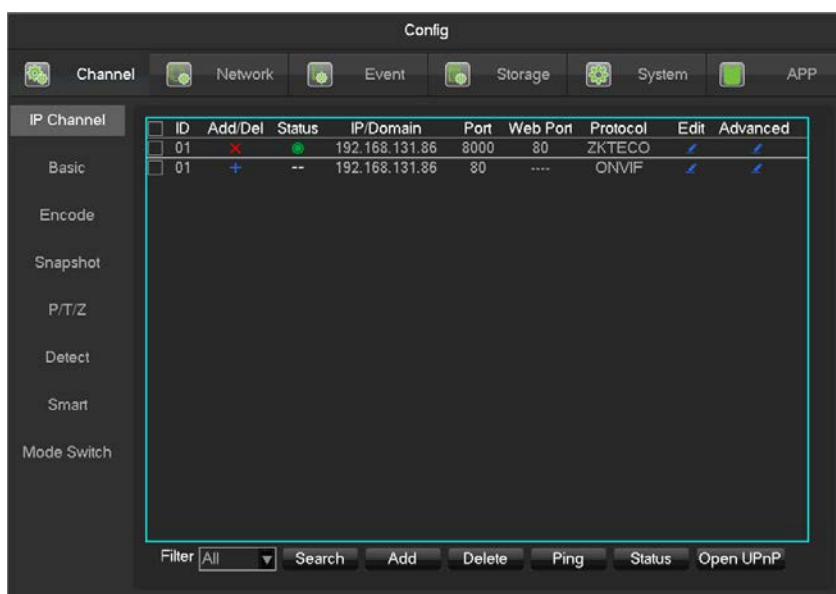 Config
Channel Network Event Storage System APP
IP Channel
Basic
Encode
Snapshot
P/T/Z
Detect
Smart
Mode Switch
ID Add/Del Status IP/Domain Port Web Port Protocol Edit Advanced
01 192.168.131.86 8000 80 ZKTECO
01 -- 192.168.131.86 80 ---- ONVIF
Filter All Search Add Delete Ping Status Open UPnP